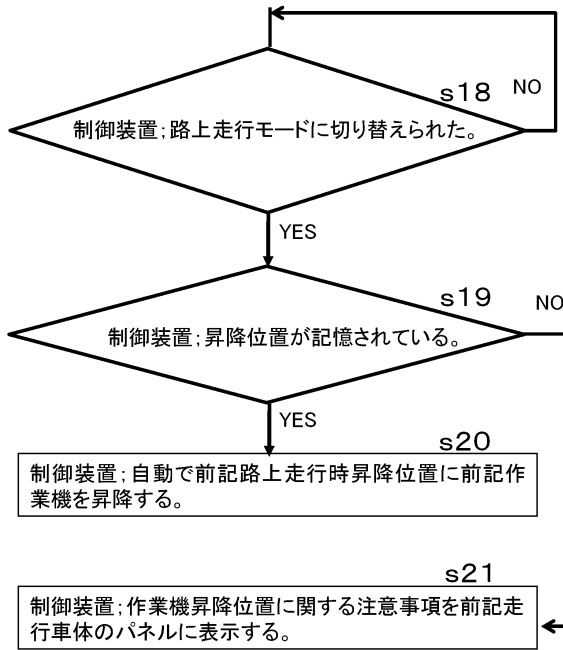 s18
NO
制御装置；路上走行モードに切り替えられた。
YES
s19
NO
制御装置；昇降位置が記憶されている。
YES
s20
制御装置；自動で前記路上走行時昇降位置に前記作
業機を昇降する。
s21
制御装置；作業機昇降位置に関する注意事項を前記走
行車体のパネルに表示する。